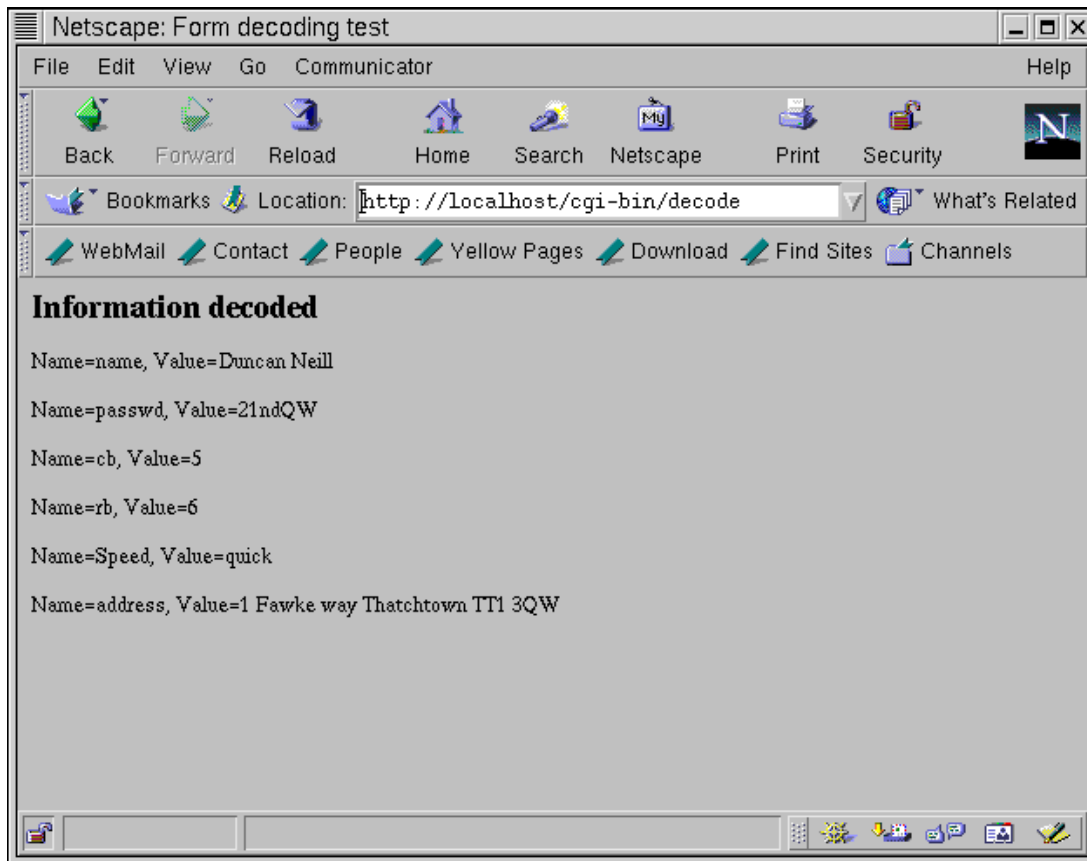 Netscape: Form decoding test
File Edit View Go Communicator Help
My N
Back Forward Reload Home Search Netscape Print Security
Bookmarks Location: http://localhost/cgi-bin/decode What's Related
WebMail Contact People Yellow Pages Download Find Sites Channels
Information decoded
Name=name, Value=Duncan Neill
Name=passwd, Value=21ndQW
Name=cb, Value=5
Name=rb, Value=6
Name=Speed, Value=quick
Name=address, Value=1 Fawke way Thatchtown TT1 3QW